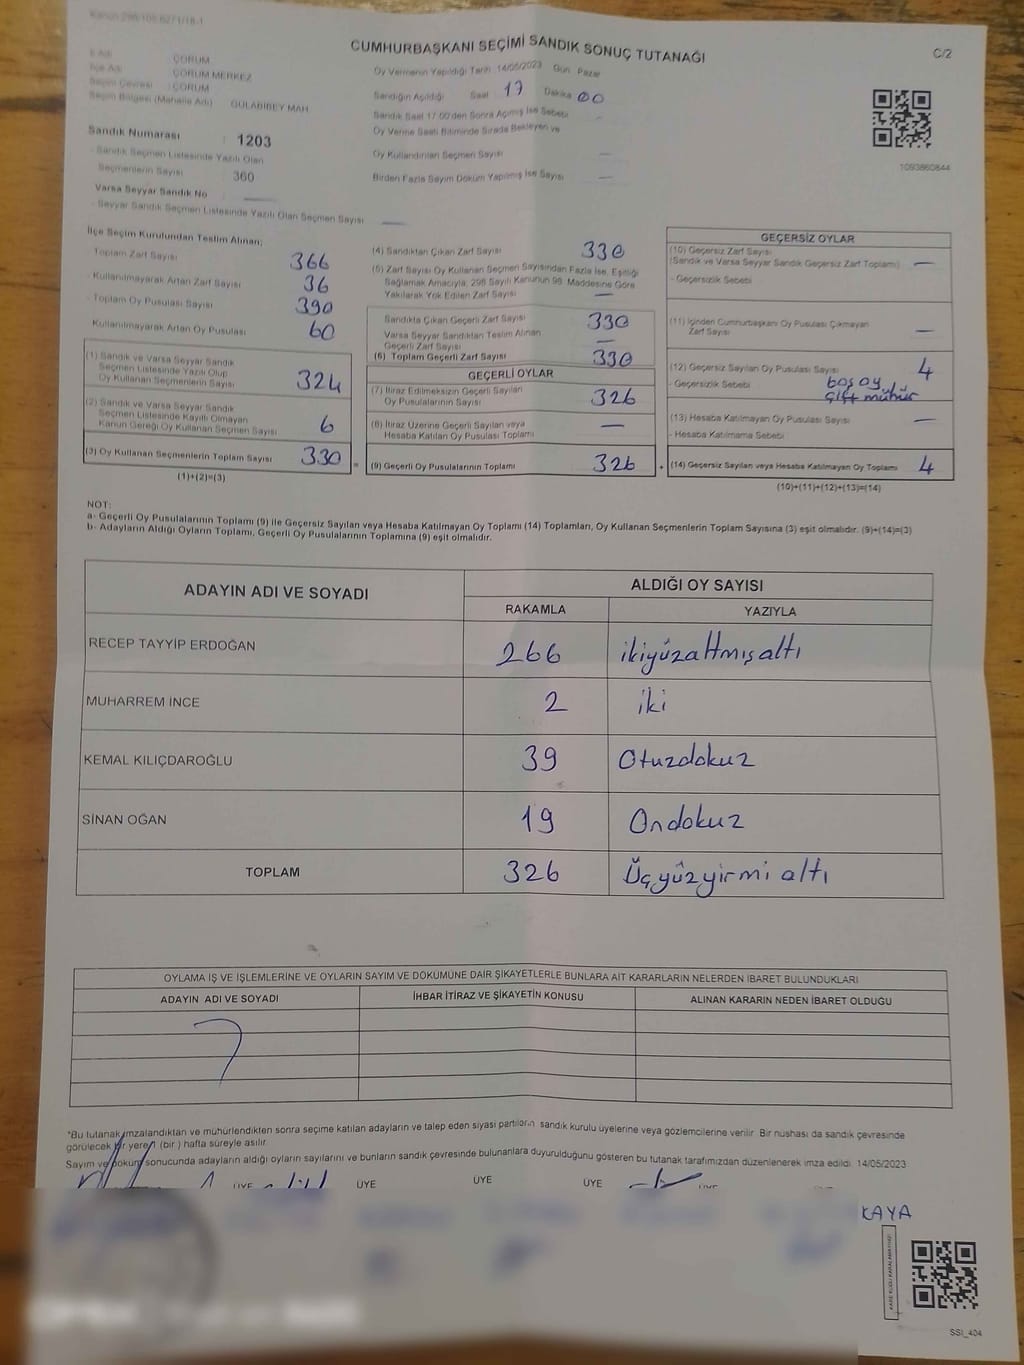 Kanun 298/105 627 1/18-1
CUMHURBAŞKANI SEÇİMİ SANDIK SONUÇ TUTANAĞI
C/2
İl Adı : ÇORUM
İlçe Adı : ÇORUM MERKEZ
Seçim Çevresi : ÇORUM
Seçim Bölgesi (Mahalle Adı) GÜLABİBEY MAH
Sandık Numarası : 1203
- Sandık Seçmen Listesinde Yazılı Olan
Seçmenlerin Sayısı 360
Varsa Seyyar Sandık No
- Seyyar Sandık Seçmen Listesinde Yazılı Olan Seçmen Sayısı —
Oy Vermenin Yapıldığı Tarih 14/05/2023 Gün Pazar
Sandığın Açıldığı Saat 17 Dakika 00
Sandık Saat 17:00'den Sonra Açılmış İse Sebebi
Oy Verme Saati Bitiminde Sırada Bekleyen ve
Oy Kullandırılan Seçmen Sayısı —
Birden Fazla Sayım Döküm Yapılmış İse Sayısı —
1093860844
İlçe Seçim Kurulundan Teslim Alınan;
Toplam Zarf Sayısı 366
- Kullanılmayarak Artan Zarf Sayısı 36
- Toplam Oy Pusulası Sayısı 390
Kullanılmayarak Artan Oy Pusulası 60
(1) Sandık ve Varsa Seyyar Sandık
Seçmen Listesinde Yazılı Olup
Oy Kullanan Seçmenlerin Sayısı 324
(2) Sandık ve Varsa Seyyar Sandık
Seçmen Listesinde Kayıtlı Olmayan
Kanun Gereği Oy Kullanan Seçmen Sayısı 6
(3) Oy Kullanan Seçmenlerin Toplam Sayısı 330
(1)+(2)=(3)
(4) Sandıktan Çıkan Zarf Sayısı 330
(5) Zarf Sayısı Oy Kullanan Seçmen Sayısından Fazla İse, Eşitliği
Sağlamak Amacıyla, 298 Sayılı Kanunun 98. Maddesine Göre
Yakılarak Yok Edilen Zarf Sayısı —
Sandıkta Çıkan Geçerli Zarf Sayısı 330
Varsa Seyyar Sandıktan Teslim Alınan
Geçerli Zarf Sayısı —
(6) Toplam Geçerli Zarf Sayısı 330
GEÇERLİ OYLAR
(7) İtiraz Edilmeksizin Geçerli Sayılan
Oy Pusulalarının Sayısı 326
(8) İtiraz Üzerine Geçerli Sayılan veya
Hesaba Katılan Oy Pusulası Toplamı —
= (9) Geçerli Oy Pusulalarının Toplamı 326
GEÇERSİZ OYLAR
(10) Geçersiz Zarf Sayısı
(Sandık ve Varsa Seyyar Sandık Geçersiz Zarf Toplamı) —
- Geçersizlik Sebebi
(11) İçinden Cumhurbaşkanı Oy Pusulası Çıkmayan
Zarf Sayısı —
(12) Geçersiz Sayılan Oy Pusulası Sayısı 4
- Geçersizlik Sebebi boş oy,
çift mühür
(13) Hesaba Katılmayan Oy Pusulası Sayısı —
- Hesaba Katılmama Sebebi
+ (14) Geçersiz Sayılan veya Hesaba Katılmayan Oy Toplamı 4
(10)+(11)+(12)+(13)=(14)
NOT:
a- Geçerli Oy Pusulalarının Toplamı (9) ile Geçersiz Sayılan veya Hesaba Katılmayan Oy Toplamı (14) Toplamları, Oy Kullanan Seçmenlerin Toplam Sayısına (3) eşit olmalıdır. (9)+(14)=(3)
b- Adayların Aldığı Oyların Toplamı, Geçerli Oy Pusulalarının Toplamına (9) eşit olmalıdır.
ADAYIN ADI VE SOYADI ALDIĞI OY SAYISI
RAKAMLA YAZIYLA
RECEP TAYYİP ERDOĞAN 266 ikiyüzaltmışaltı
MUHARREM İNCE 2 iki
KEMAL KILIÇDAROĞLU 39 Otuzdokuz
SİNAN OĞAN 19 Ondokuz
TOPLAM 326 Üçyüzyirmi altı
OYLAMA İŞ VE İŞLEMLERİNE VE OYLARIN SAYIM VE DÖKÜMÜNE DAİR ŞİKAYETLERLE BUNLARA AİT KARARLARIN NELERDEN İBARET BULUNDUKLARI
ADAYIN ADI VE SOYADI İHBAR İTİRAZ VE ŞİKAYETİN KONUSU ALINAN KARARIN NEDEN İBARET OLDUĞU
*Bu tutanak imzalandıktan ve mühürlendikten sonra seçime katılan adayların ve talep eden siyasi partilerin sandık kurulu üyelerine veya gözlemcilerine verilir. Bir nüshası da sandık çevresinde
görülecek bir yere 1 (bir ) hafta süreyle asılır.
Sayım ve döküm sonucunda adayların aldığı oyların sayılarını ve bunların sandık çevresinde bulunanlara duyurulduğunu gösteren bu tutanak tarafımızdan düzenlenerek imza edildi. 14/05/2023
ÜYE ÜYE ÜYE ÜYE ÜYE
KAYA
SSI_404